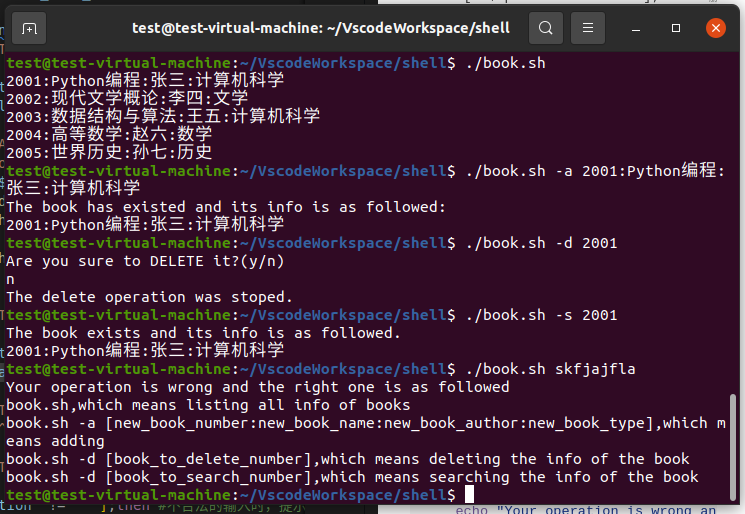 test@test-virtual-machine: ~/VscodeWorkspace/shell
test@test-virtual-machine:~/VscodeWorkspace/shell$ ./book.sh
2001:Python编程:张三:计算机科学
2002:现代文学概论:李四:文学
2003:数据结构与算法:王五:计算机科学
2004:高等数学:赵六:数学
2005:世界历史:孙七:历史
test@test-virtual-machine:~/VscodeWorkspace/shell$ ./book.sh -a 2001:Python编程:
张三:计算机科学
The book has existed and its info is as followed:
2001:Python编程:张三:计算机科学
test@test-virtual-machine:~/VscodeWorkspace/shell$ ./book.sh -d 2001
Are you sure to DELETE it?(y/n)
n
The delete operation was stoped.
test@test-virtual-machine:~/VscodeWorkspace/shell$ ./book.sh -s 2001
The book exists and its info is as followed.
2001:Python编程:张三:计算机科学
test@test-virtual-machine:~/VscodeWorkspace/shell$ ./book.sh skfjajfla
Your operation is wrong and the right one is as followed
book.sh,which means listing all info of books
book.sh -a [new_book_number:new_book_name:new_book_author:new_book_type],which m
eans adding
book.sh -d [book_to_delete_number],which means deleting the info of the book
book.sh -d [book_to_search_number],which means searching the info of the book
test@test-virtual-machine:~/VscodeWorkspace/shell$
echo "Your operation is wrong an